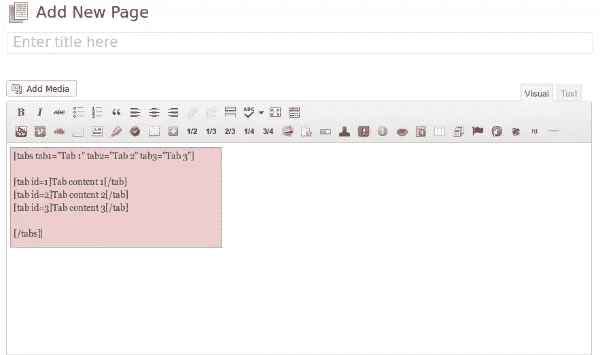 Add New Page
Enter title here
Add Media
Visual Text
B I ABC “ ABC
1/2 1/3 2/3 1/4 3/4
[tabs tab1="Tab 1" tab2="Tab 2" tab3="Tab 3"]
[tab id=1]Tab content 1[/tab]
[tab id=2]Tab content 2[/tab]
[tab id=3]Tab content 3[/tab]
[/tabs]